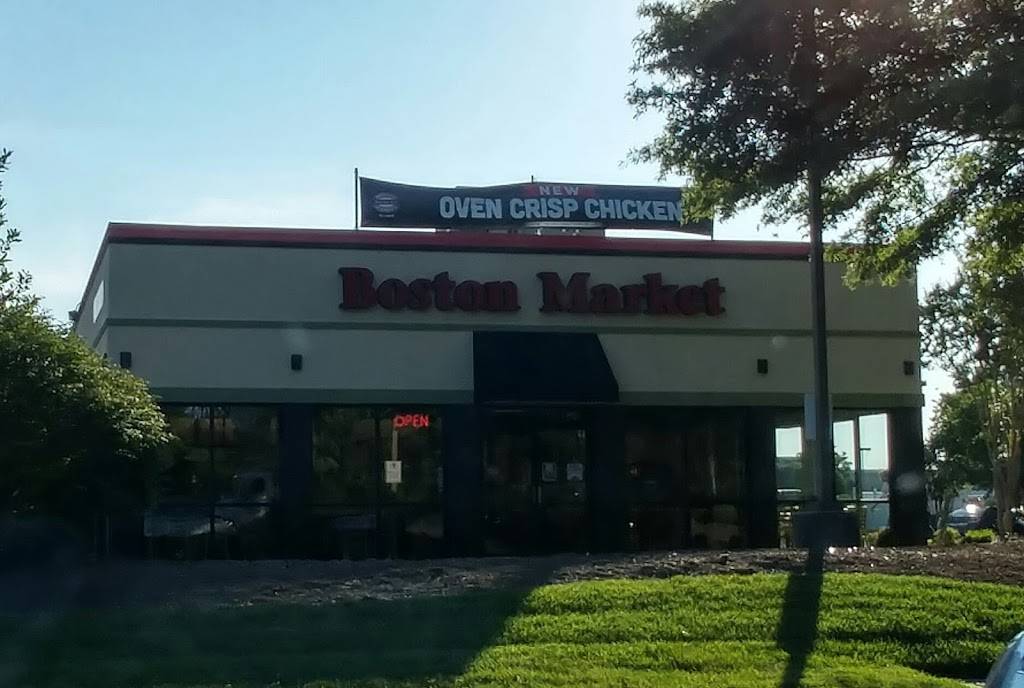 NEW
OVEN CRISP CHICKEN
Boston Market
OPEN